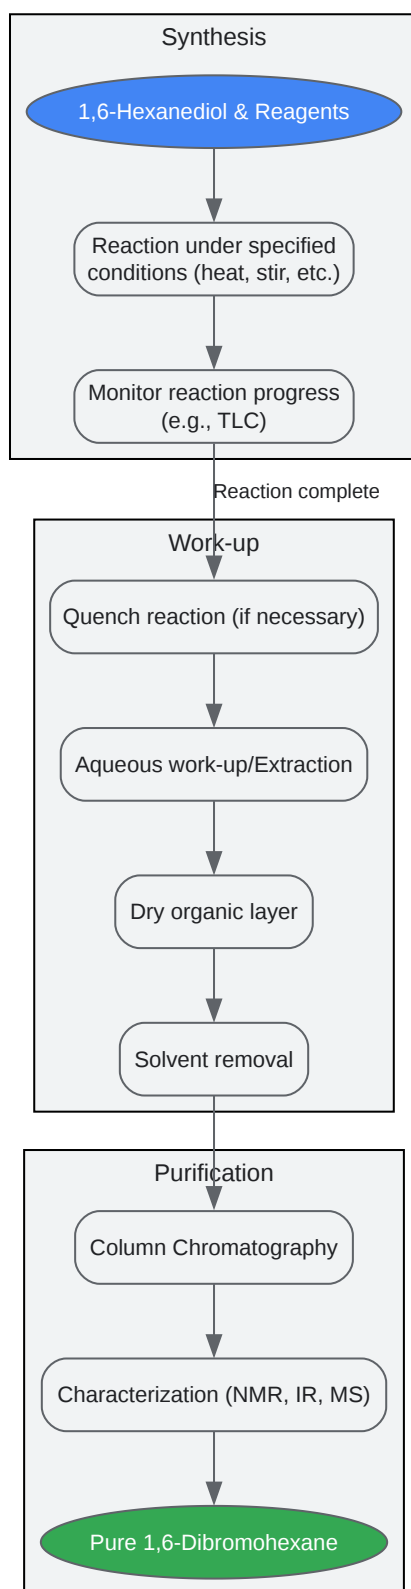 Synthesis
1,6-Hexanediol & Reagents
Reaction under specified
conditions (heat, stir, etc.)
Monitor reaction progress
(e.g., TLC)
Reaction complete
Work-up
Quench reaction (if necessary)
Aqueous work-up/Extraction
Dry organic layer
Solvent removal
Purification
Column Chromatography
Characterization (NMR, IR, MS)
Pure 1,6-Dibromohexane